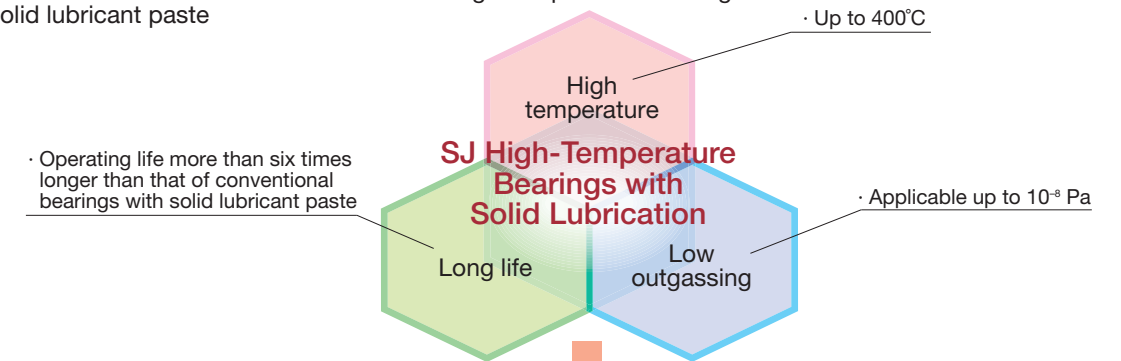 solid lubricant paste
· Up to 400˚C
High
temperature
SJ High-Temperature
Bearings with
Solid Lubrication
· Operating life more than six times
longer than that of conventional
bearings with solid lubricant paste
· Applicable up to 10⁻⁸ Pa
Long life
Low
outgassing